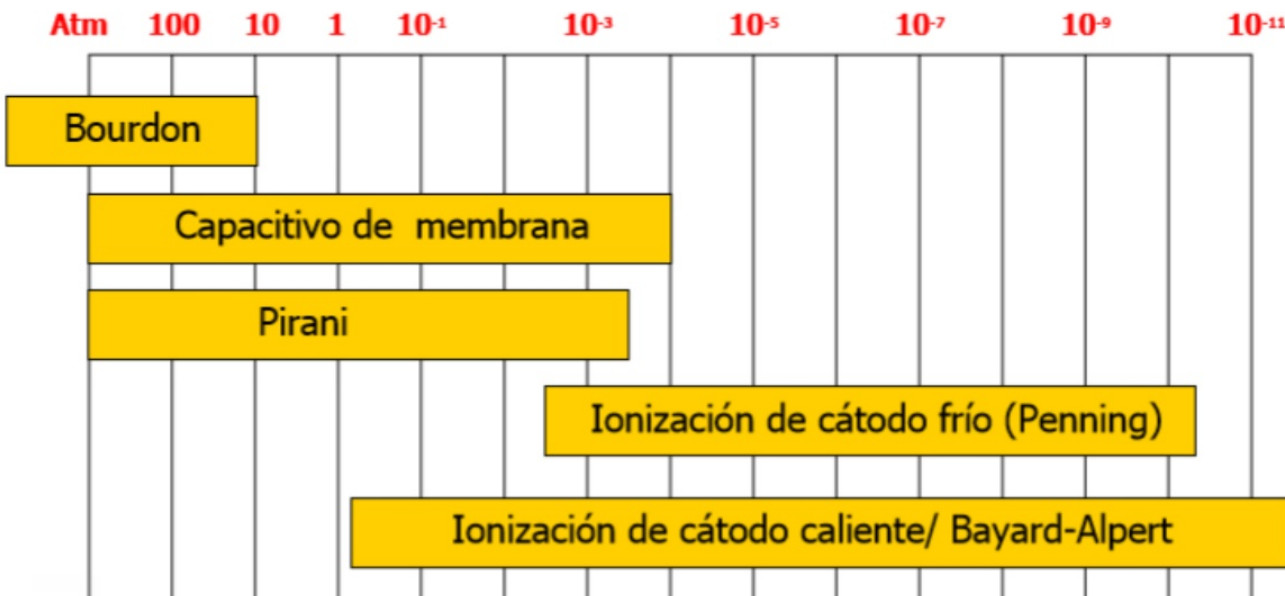 Atm 100 10 1 10⁻¹ 10⁻³ 10⁻⁵ 10⁻⁷ 10⁻⁹ 10⁻¹¹
Bourdon
Capacitivo de membrana
Pirani
Ionización de cátodo frío (Penning)
Ionización de cátodo caliente/ Bayard-Alpert